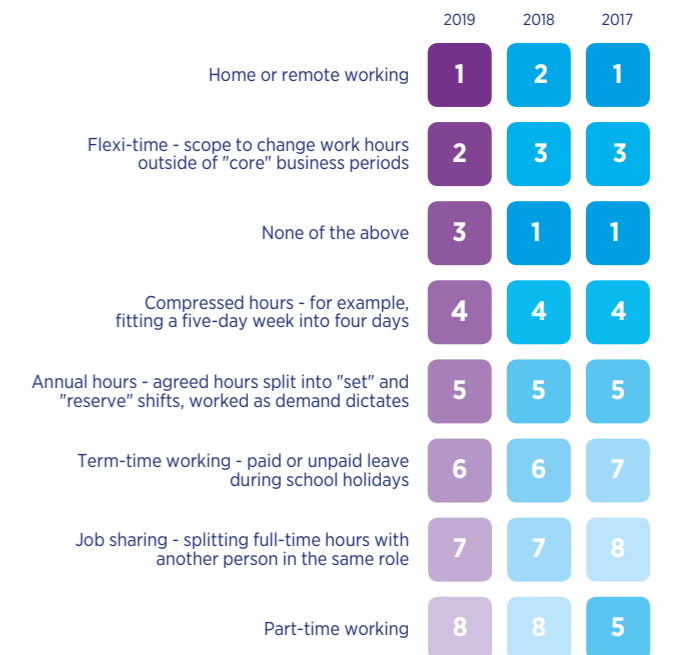 2019 2018 2017
Home or remote working 1 2 1
Flexi-time - scope to change work hours
outside of "core" business periods 2 3 3
None of the above 3 1 1
Compressed hours - for example,
fitting a five-day week into four days 4 4 4
Annual hours - agreed hours split into "set" and
"reserve" shifts, worked as demand dictates 5 5 5
Term-time working - paid or unpaid leave
during school holidays 6 6 7
Job sharing - splitting full-time hours with
another person in the same role 7 7 8
Part-time working 8 8 5